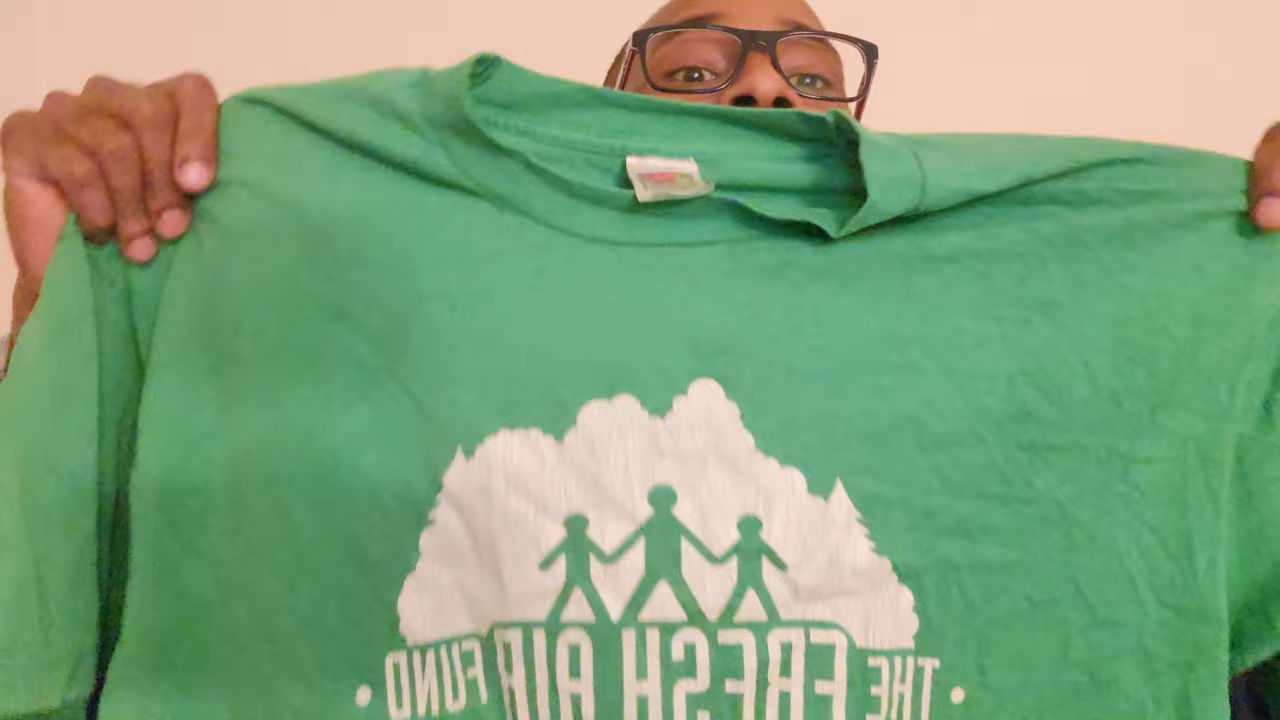 • THE FRESH AIR FUND •